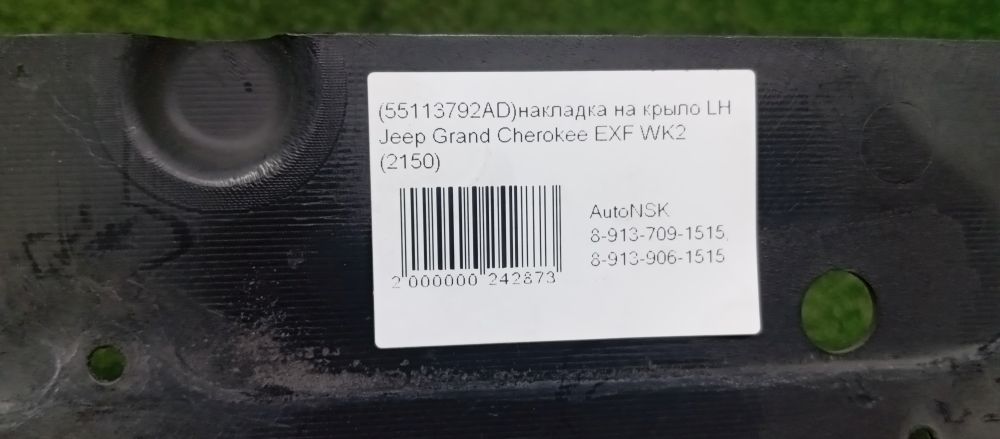 (55113792AD)накладка на крыло LH
Jeep Grand Cherokee EXF WK2
(2150)
AutoNSK
8-913-709-1515,
8-913-906-1515
2 000000 242873